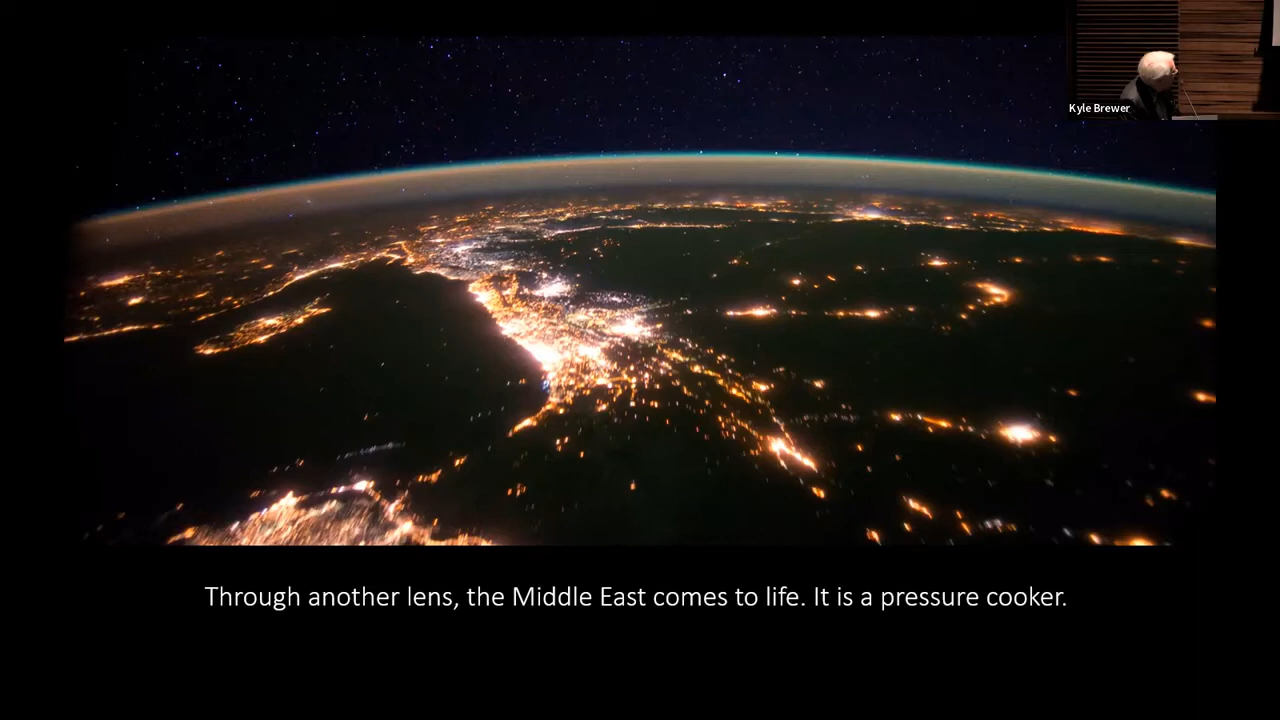 Kyle Brewer
Through another lens, the Middle East comes to life. It is a pressure cooker.